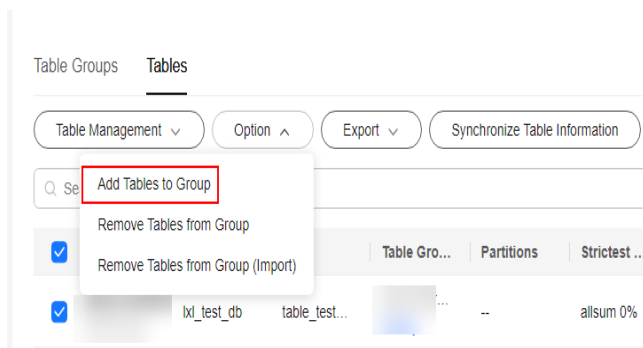 Table Groups Tables
Table Management Option Export Synchronize Table Information
Se
Add Tables to Group
Remove Tables from Group
Remove Tables from Group (Import)
Table Gro... Partitions Strictest ...
lxl_test_db table_test... ... -- allsum 0%